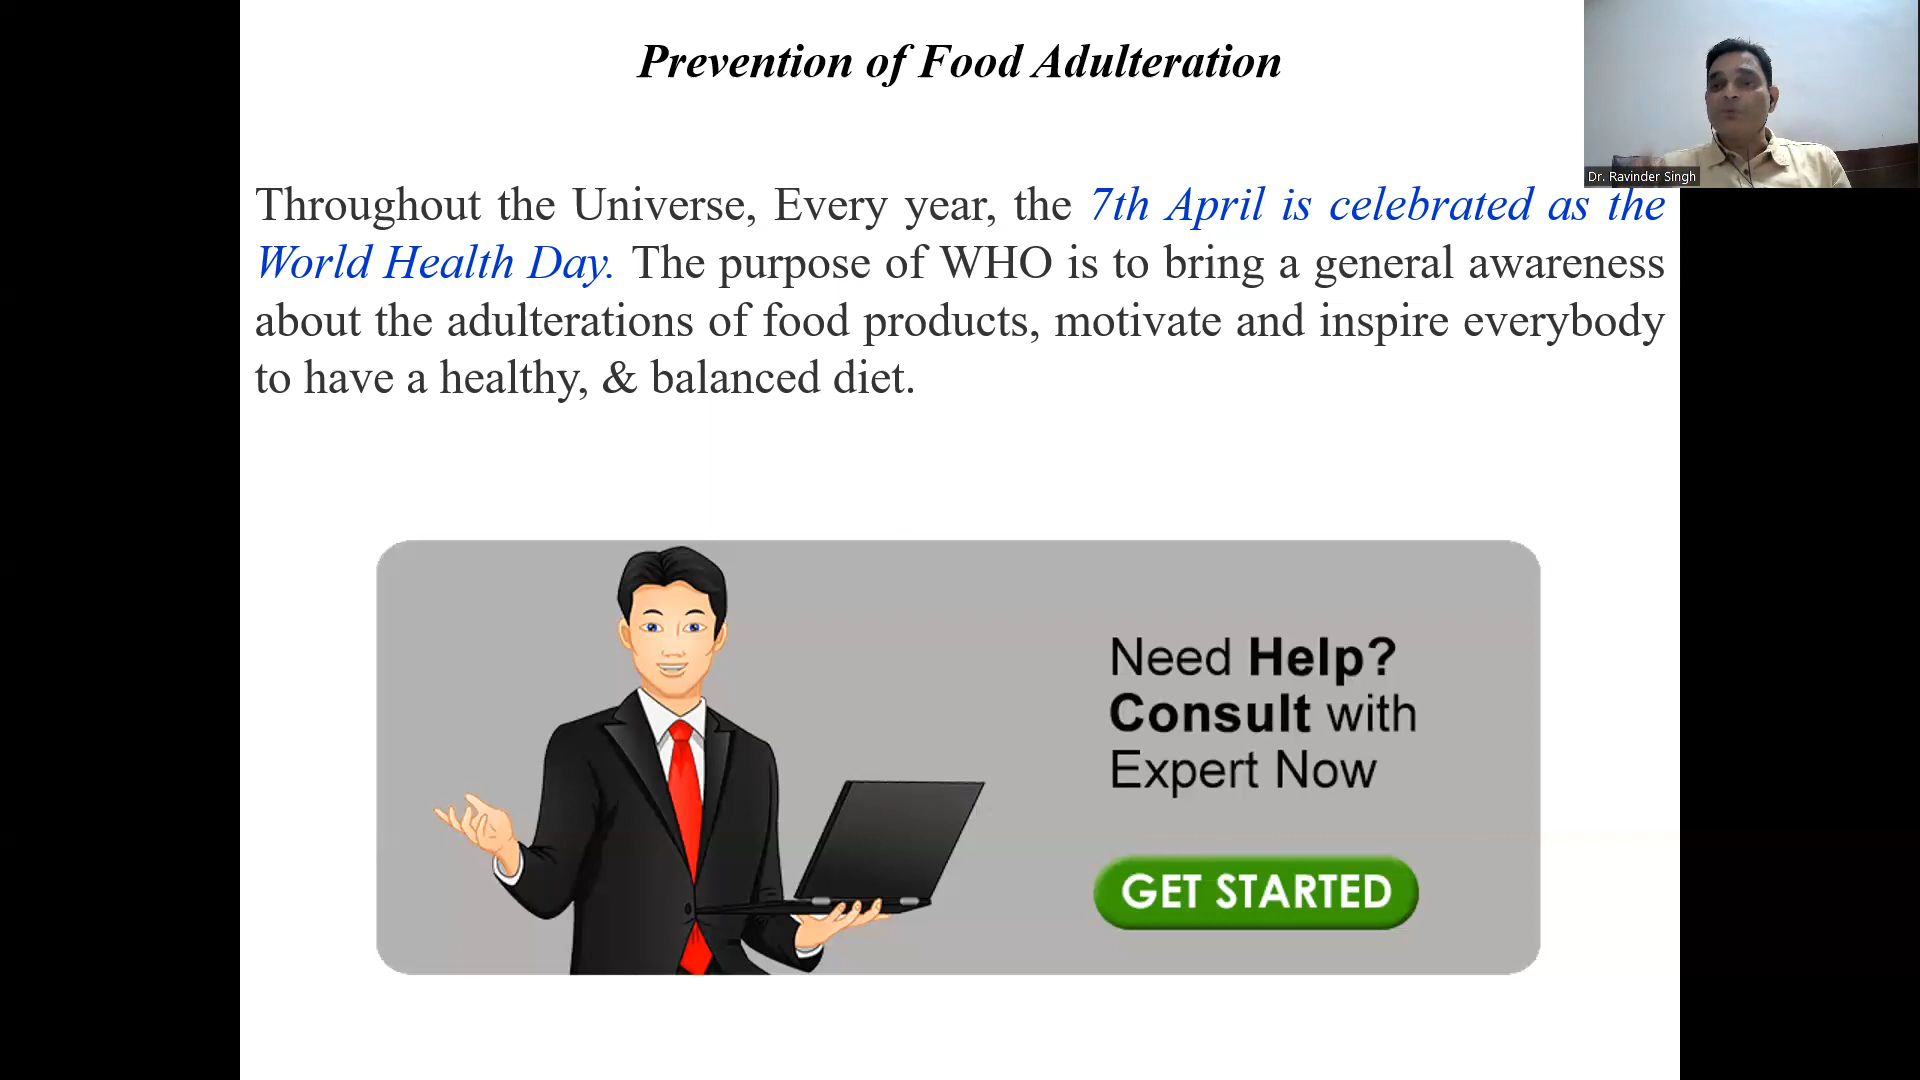 Prevention of Food Adulteration
Dr. Ravinder Singh
Throughout the Universe, Every year, the 7th April is celebrated as the
World Health Day. The purpose of WHO is to bring a general awareness
about the adulterations of food products, motivate and inspire everybody
to have a healthy, & balanced diet.
Need Help?
Consult with
Expert Now
GET STARTED